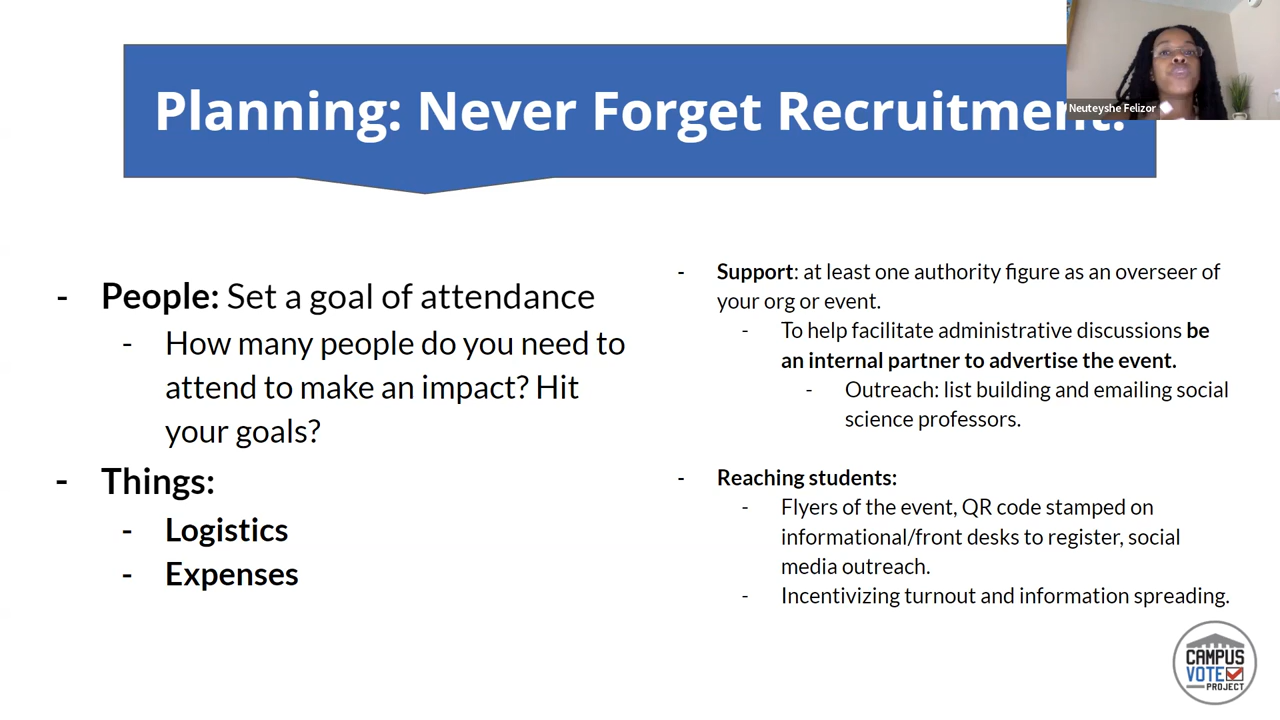 Planning: Never Forget Recruitment!
Neuteyshe Felizor
- People: Set a goal of attendance
- How many people do you need to
attend to make an impact? Hit
your goals?
- Things:
- Logistics
- Expenses
- Support: at least one authority figure as an overseer of
your org or event.
- To help facilitate administrative discussions be
an internal partner to advertise the event.
- Outreach: list building and emailing social
science professors.
- Reaching students:
- Flyers of the event, QR code stamped on
informational/front desks to register, social
media outreach.
- Incentivizing turnout and information spreading.
CAMPUS
VOTE
PROJECT